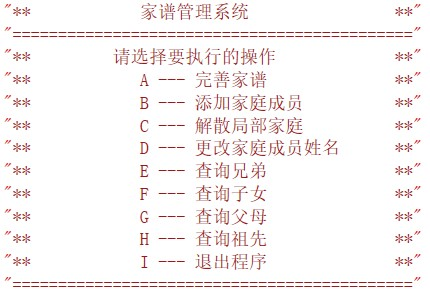 "**            家谱管理系统                **"
"============================================"
"**         请选择要执行的操作              **"
"**            A --- 完善家谱              **"
"**            B --- 添加家庭成员          **"
"**            C --- 解散局部家庭          **"
"**            D --- 更改家庭成员姓名      **"
"**            E --- 查询兄弟              **"
"**            F --- 查询子女              **"
"**            G --- 查询父母              **"
"**            H --- 查询祖先              **"
"**            I --- 退出程序              **"
"============================================"